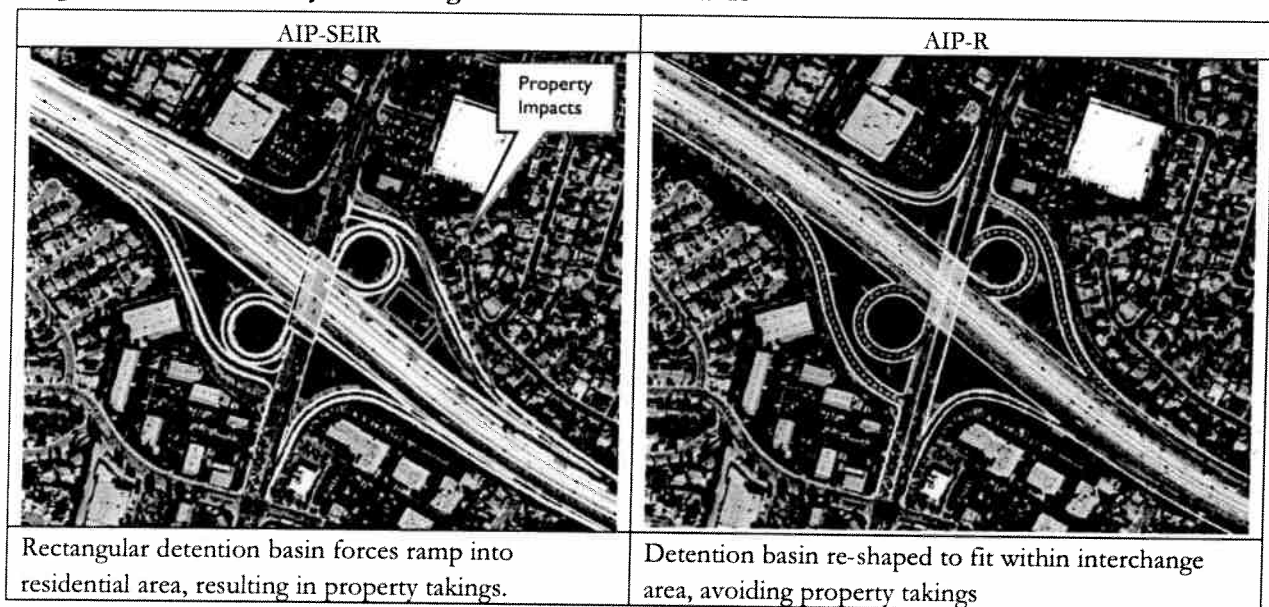 AIP-SEIR
AIP-R
Property
Impacts
Rectangular detention basin forces ramp into
residential area, resulting in property takings.
Detention basin re-shaped to fit within interchange
area, avoiding property takings